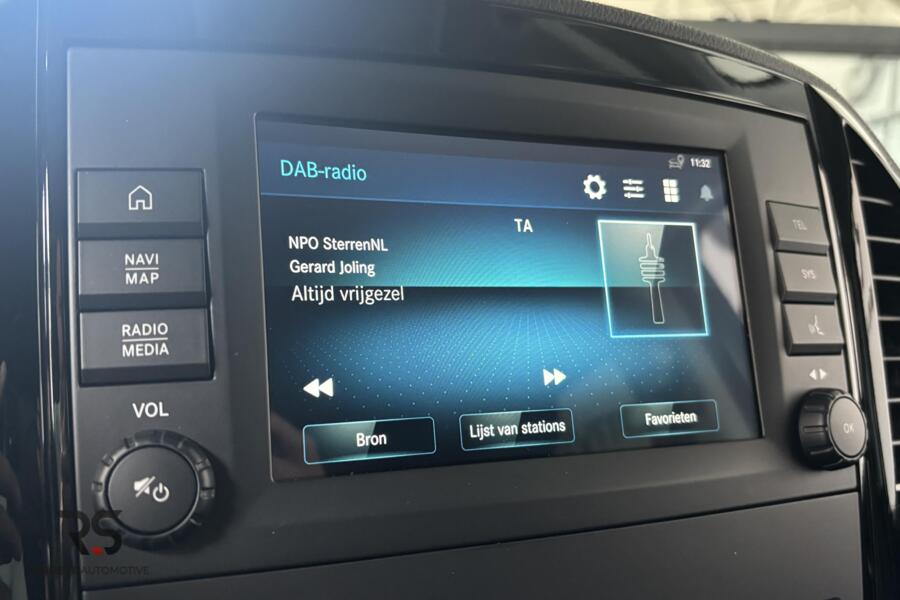 DAB-radio
11:32
TA
NPO SterrenNL
Gerard Joling
Altijd vrijgezel
Bron
Lijst van stations
Favorieten
NAVI
MAP
RADIO
MEDIA
VOL
TEL
SYS
OK
RS
AUTOMOTIVE